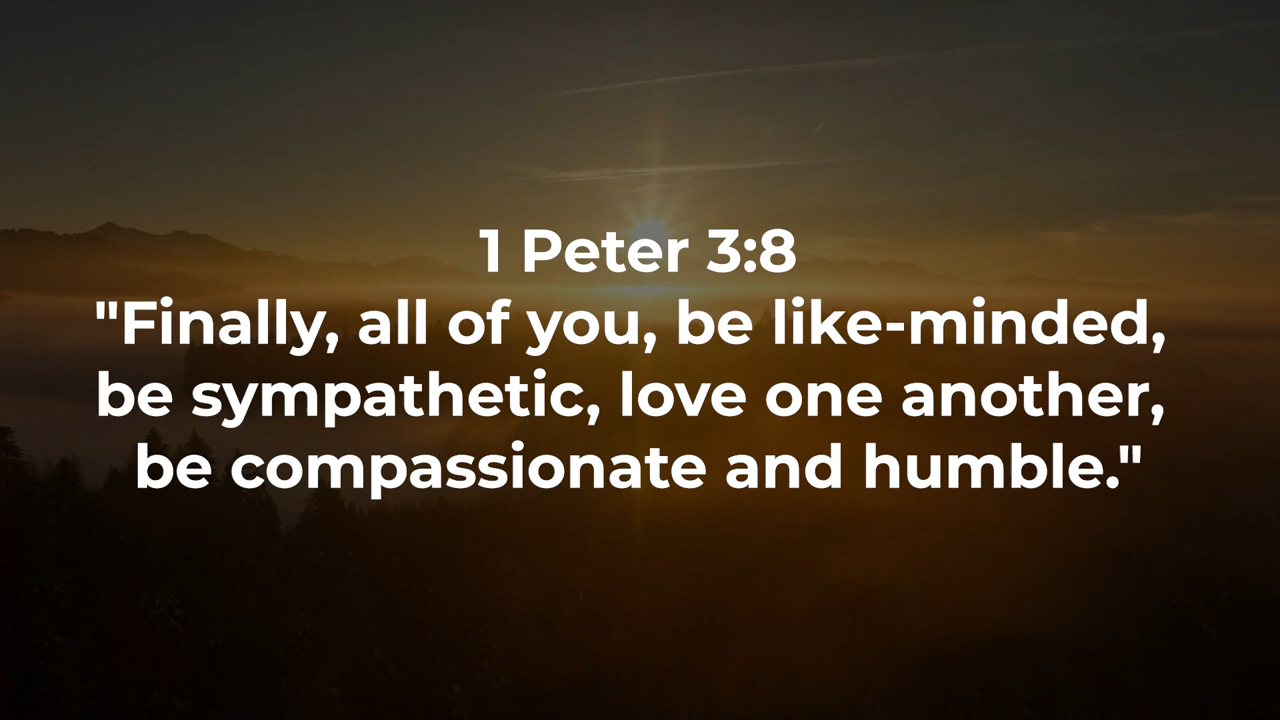 1 Peter 3:8
"Finally, all of you, be like-minded,
be sympathetic, love one another,
be compassionate and humble."